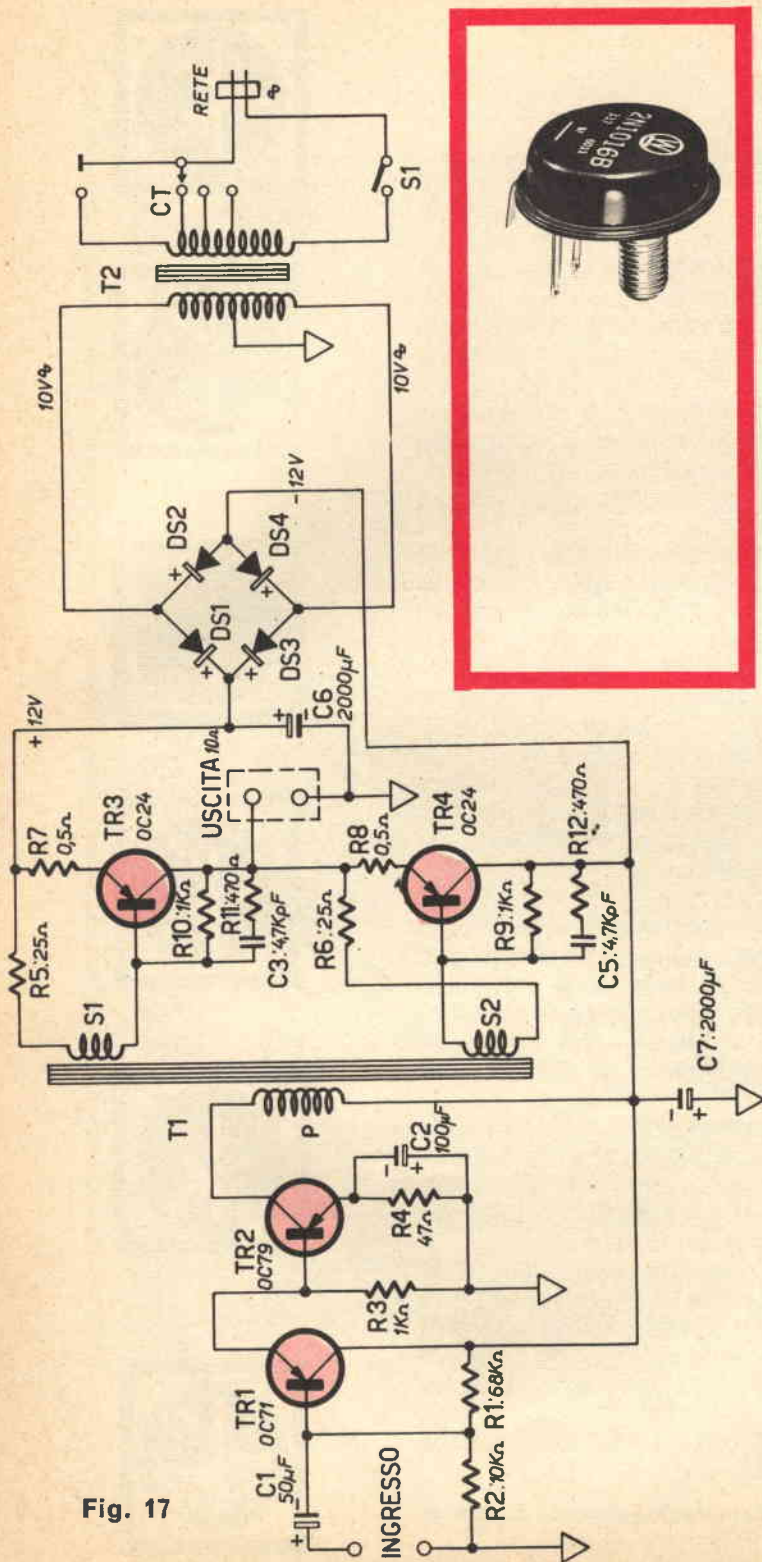 RETE
CT
S1
T2
10V
10V
-12V
DS2
DS4
DS1
DS3
+
+
+
+
+12V
+
-
C6
2000µF
USCITA 10Ω
R7
0,5Ω
TR3
OC24
R5:25Ω
R10:1KΩ
R11:470Ω
C3:4,7KpF
S1
R8
0,5Ω
TR4
OC24
R6:25Ω
R9:1KΩ
R12:470Ω
C5:4,7KpF
S2
T1
P
C7:2000µF
-
+
TR2
OC79
C2
100µF
-
+
R4
47Ω
R3
1KΩ
TR1
OC71
C1
50µF
+
-
R1:68KΩ
R2:10KΩ
INGRESSO
W
2N1016B
Fig. 17